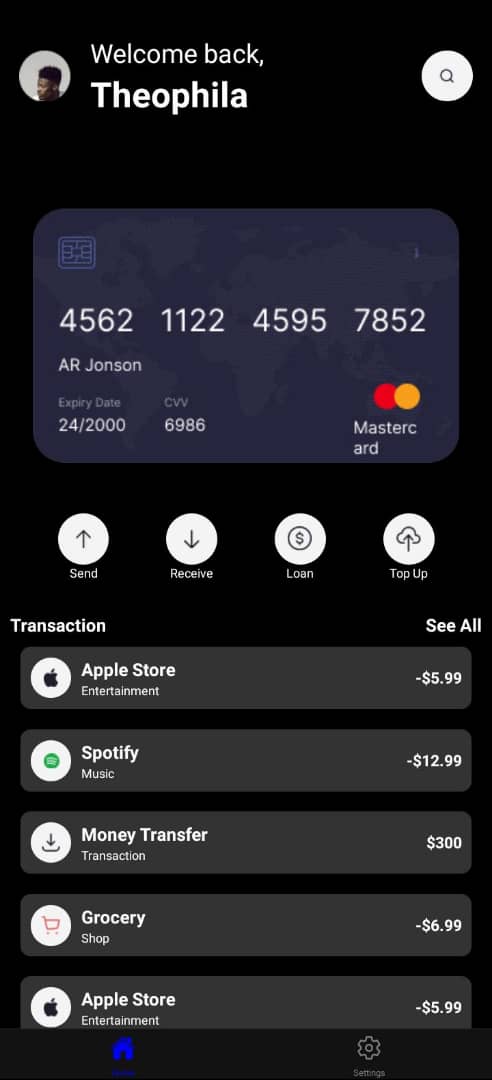 Welcome back,
Theophila
4562 1122 4595 7852
AR Jonson
Expiry Date CVV
24/2000 6986
Masterc
ard
Send Receive Loan Top Up
Transaction See All
Apple Store
Entertainment
-$5.99
Spotify
Music
-$12.99
Money Transfer
Transaction
$300
Grocery
Shop
-$6.99
Apple Store
Entertainment
-$5.99
Settings